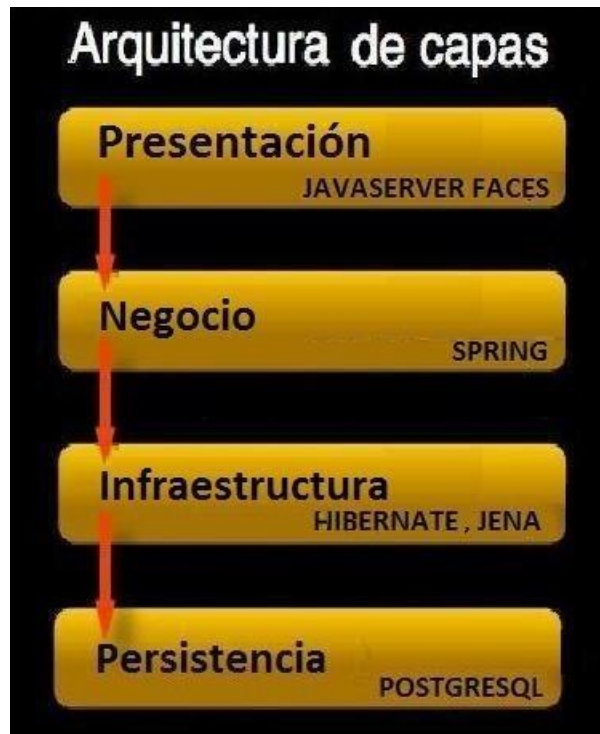 Arquitectura de capas
Presentación
JAVASERVER FACES
Negocio
SPRING
Infraestructura
HIBERNATE , JENA
Persistencia
POSTGRESQL